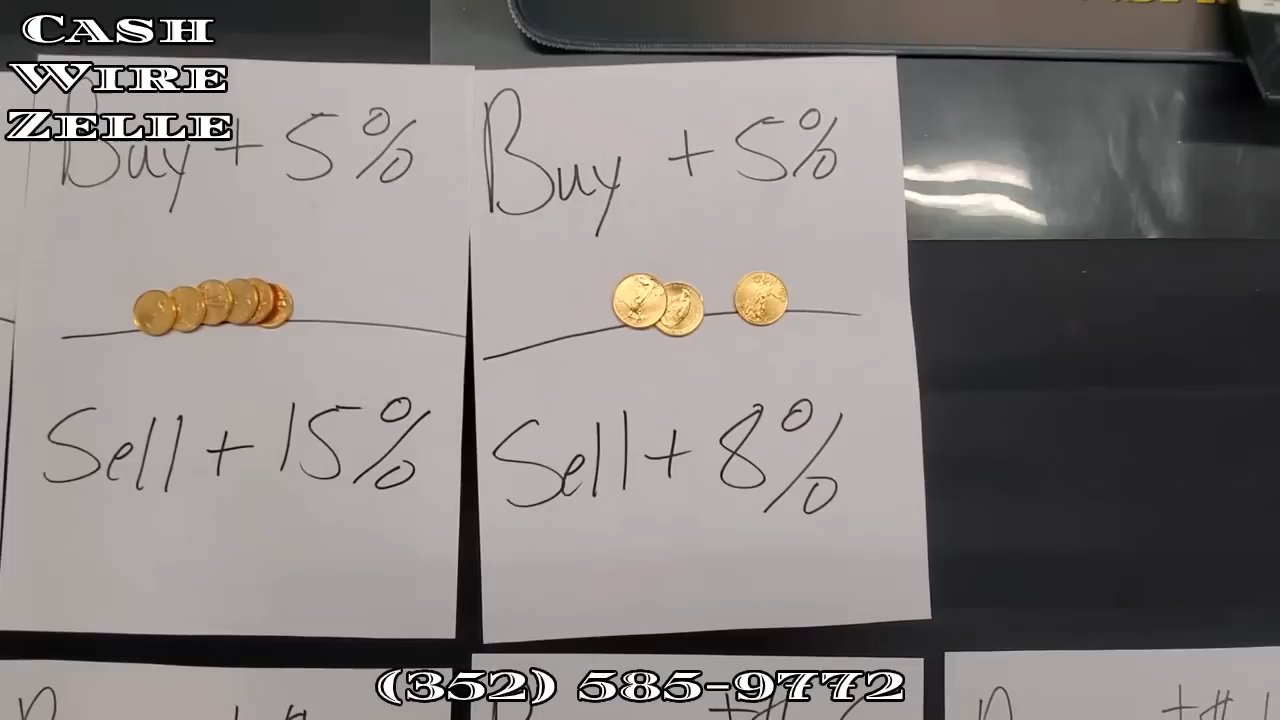 CASH
WIRE
ZELLE
Buy + 5%
Sell + 15%
Buy + 5%
Sell + 8%
(352) 585-9772